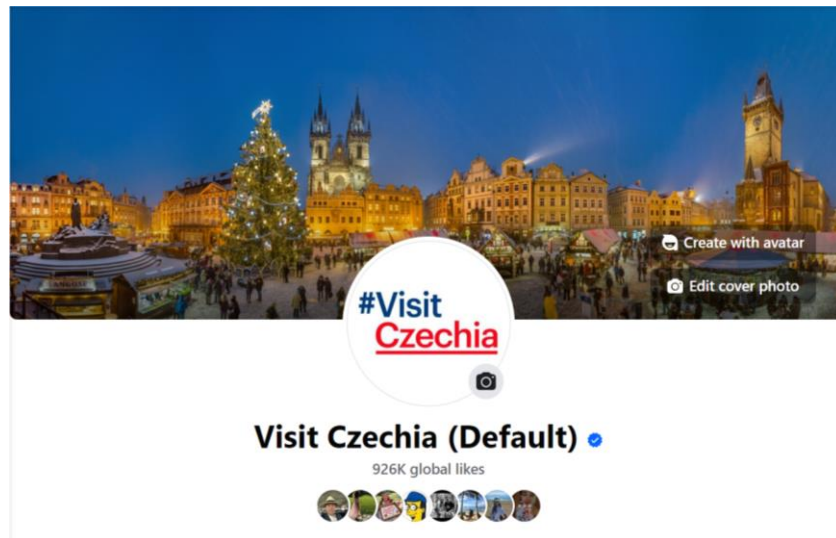 Create with avatar
Edit cover photo
#Visit
Czechia
Visit Czechia (Default)
926K global likes